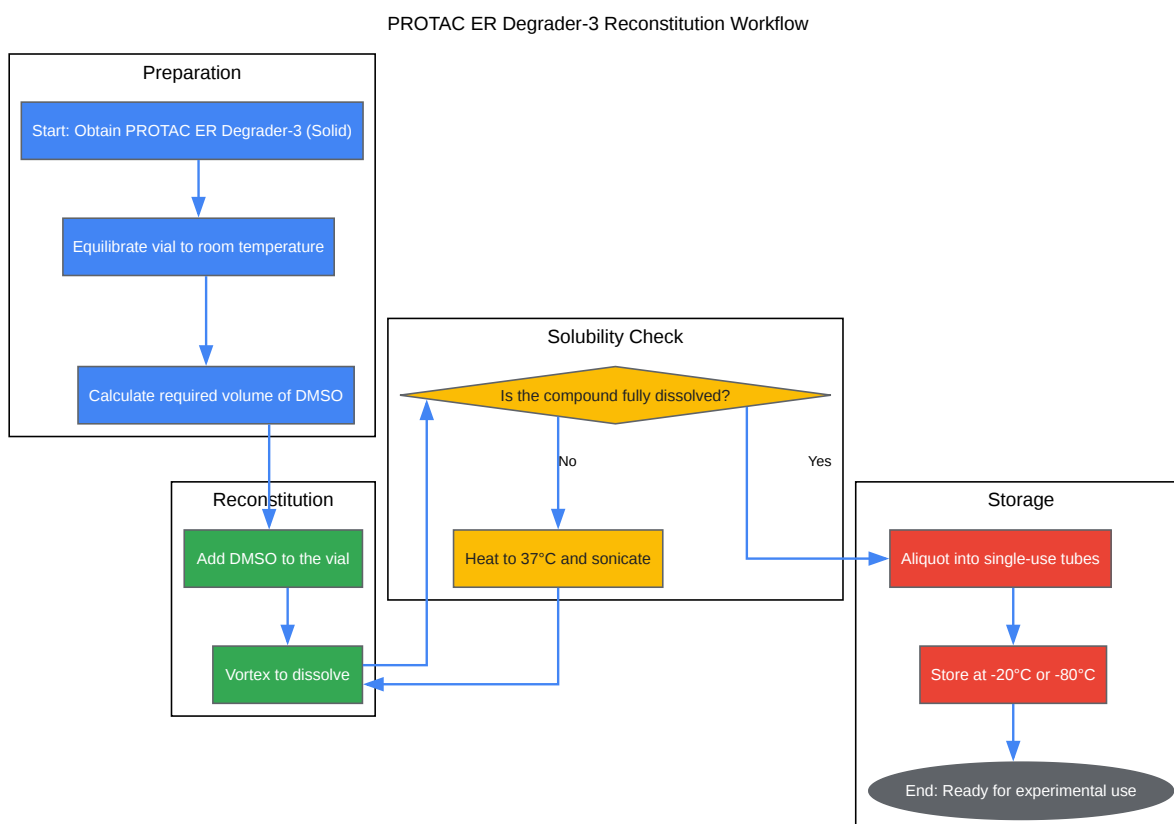 PROTAC ER Degrader-3 Reconstitution Workflow
Preparation
Start: Obtain PROTAC ER Degrader-3 (Solid)
Equilibrate vial to room temperature
Calculate required volume of DMSO
Reconstitution
Add DMSO to the vial
Vortex to dissolve
Solubility Check
Is the compound fully dissolved?
No
Yes
Heat to 37°C and sonicate
Storage
Aliquot into single-use tubes
Store at -20°C or -80°C
End: Ready for experimental use